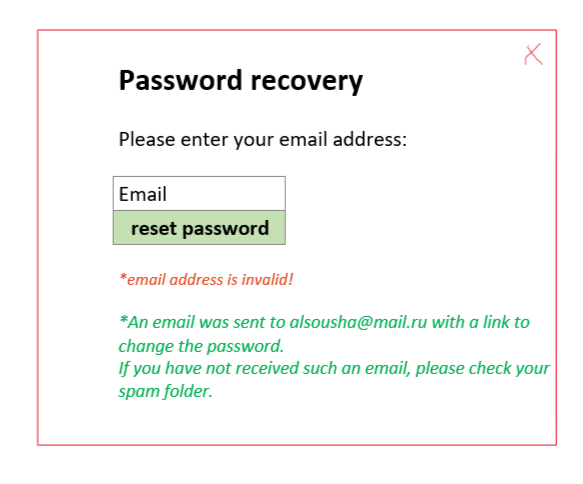 Password recovery
Please enter your email address:
Email
reset password
*email address is invalid!
*An email was sent to alsousha@mail.ru with a link to
change the password.
If you have not received such an email, please check your
spam folder.